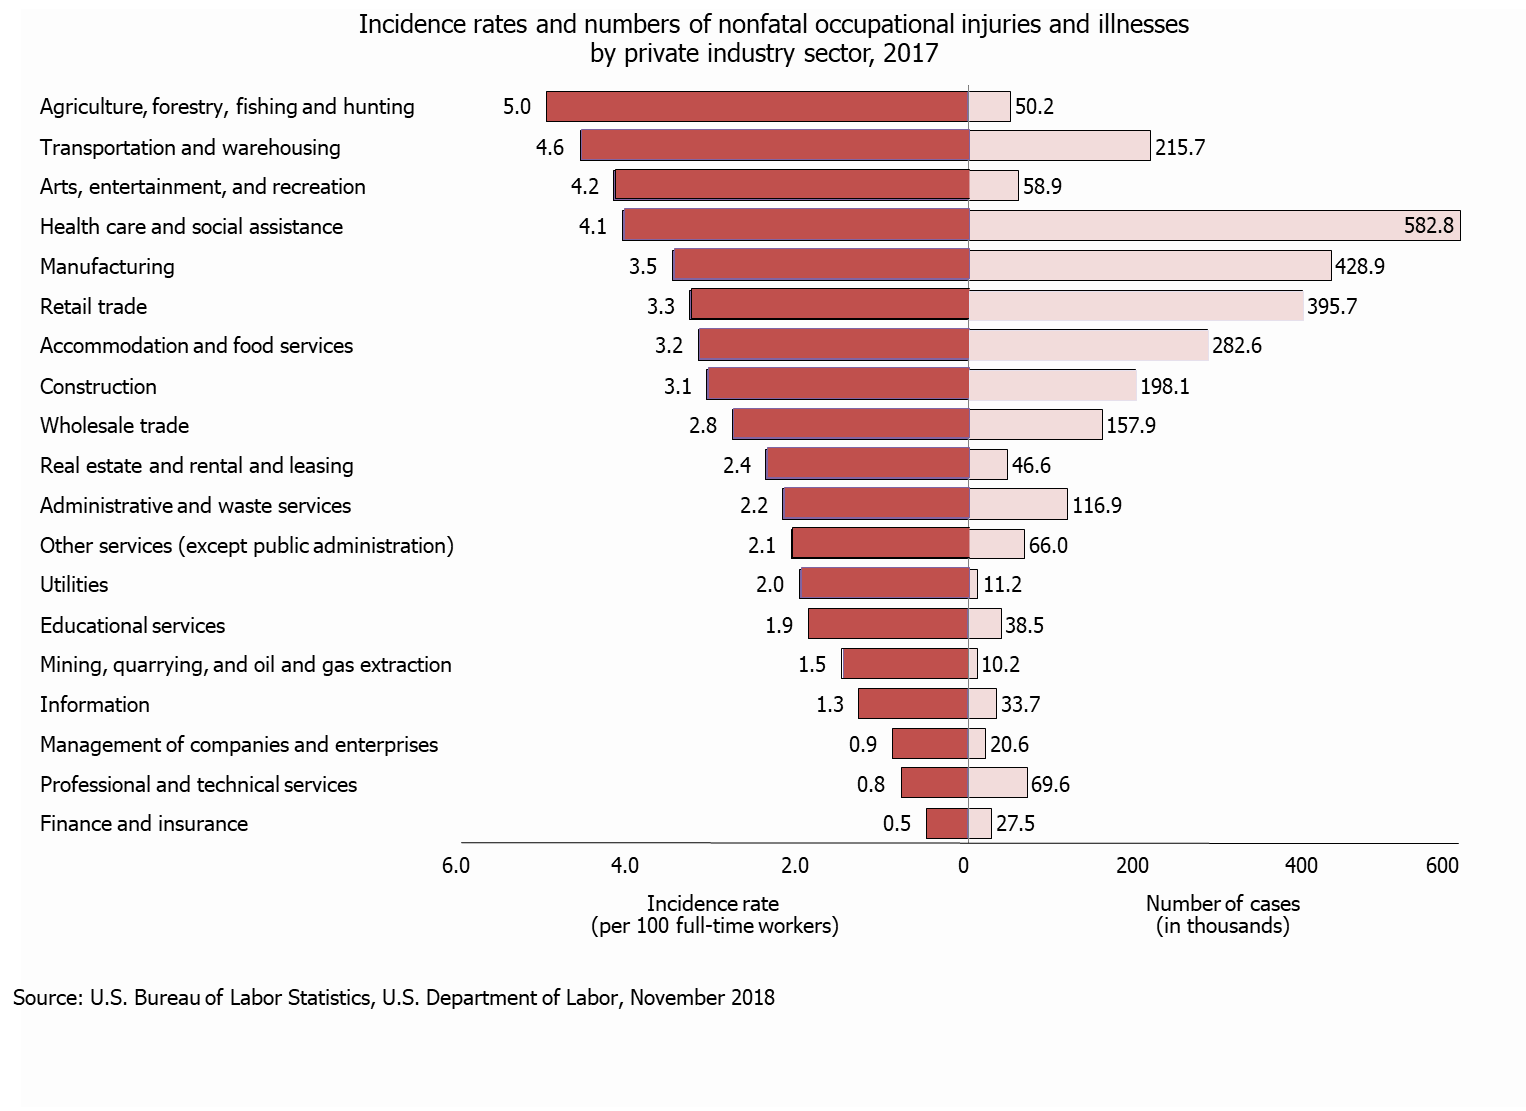 Incidence rates and numbers of nonfatal occupational injuries and illnesses
by private industry sector, 2017
Agriculture, forestry, fishing and hunting 5.0 50.2
Transportation and warehousing 4.6 215.7
Arts, entertainment, and recreation 4.2 58.9
Health care and social assistance 4.1 582.8
Manufacturing 3.5 428.9
Retail trade 3.3 395.7
Accommodation and food services 3.2 282.6
Construction 3.1 198.1
Wholesale trade 2.8 157.9
Real estate and rental and leasing 2.4 46.6
Administrative and waste services 2.2 116.9
Other services (except public administration) 2.1 66.0
Utilities 2.0 11.2
Educational services 1.9 38.5
Mining, quarrying, and oil and gas extraction 1.5 10.2
Information 1.3 33.7
Management of companies and enterprises 0.9 20.6
Professional and technical services 0.8 69.6
Finance and insurance 0.5 27.5
6.0 4.0 2.0 0 200 400 600
Incidence rate Number of cases
(per 100 full-time workers) (in thousands)
Source: U.S. Bureau of Labor Statistics, U.S. Department of Labor, November 2018